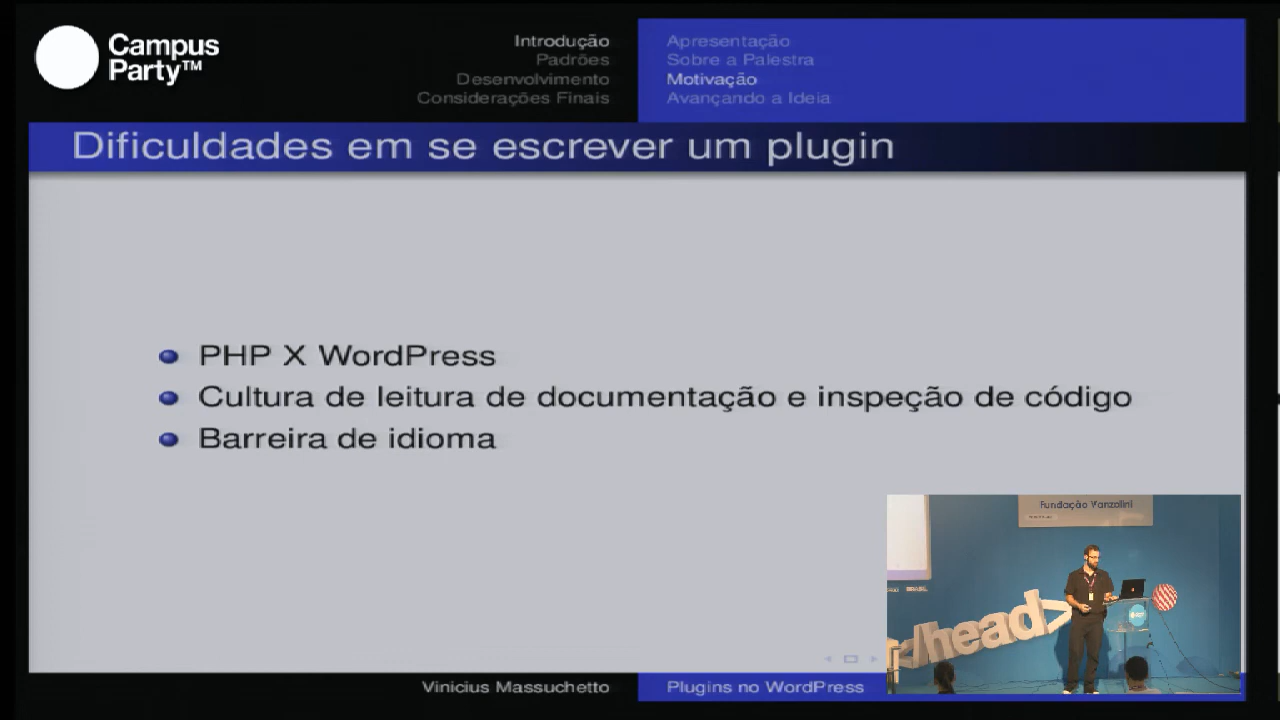 Campus
Party™
Introdução
Padrões
Desenvolvimento
Considerações Finais
Apresentação
Sobre a Palestra
Motivação
Avançando a Ideia
Dificuldades em se escrever um plugin
PHP X WordPress
Cultura de leitura de documentação e inspeção de código
Barreira de idioma
Fundação Vanzolini
BRASIL
</head>
Vinicius Massuchetto
Plugins no WordPress